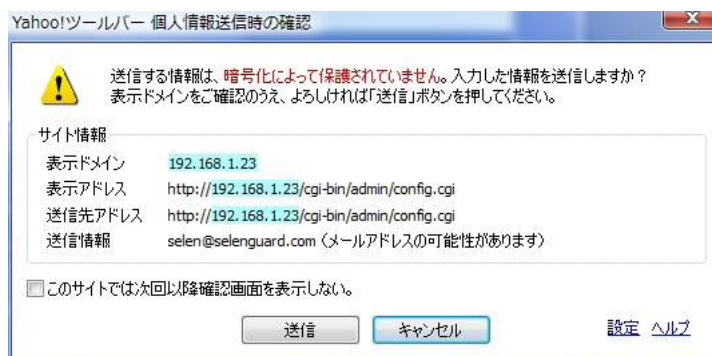 Yahoo!ツールバー 個人情報送信時の確認
送信する情報は、暗号化によって保護されていません。入力した情報を送信しますか？
表示ドメインをご確認のうえ、よろしければ「送信」ボタンを押してください。
サイト情報
表示ドメイン 192.168.1.23
表示アドレス http://192.168.1.23/cgi-bin/admin/config.cgi
送信先アドレス http://192.168.1.23/cgi-bin/admin/config.cgi
送信情報 selen@selenguard.com （メールアドレスの可能性があります）
このサイトでは次回以降確認画面を表示しない。
送信 キャンセル 設定 ヘルプ